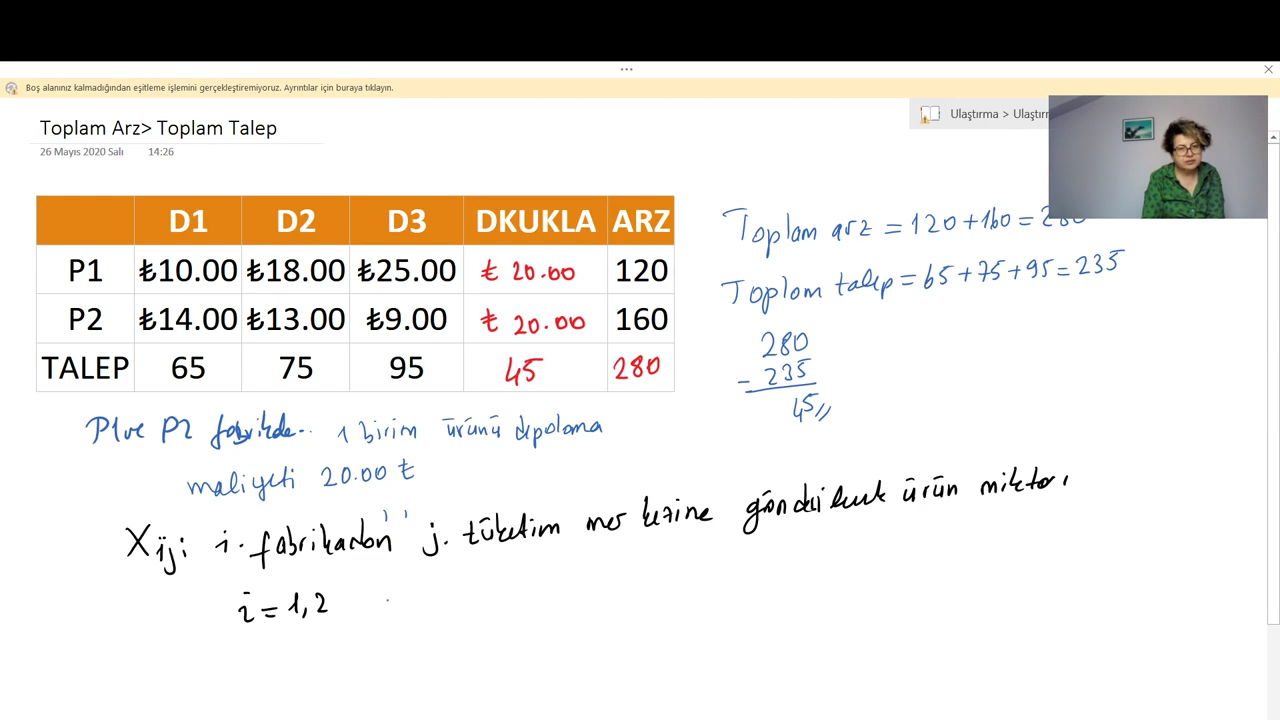 Boş alanınız kalmadığından eşitleme işlemini gerçekleştiremiyoruz. Ayrıntılar için buraya tıklayın.
Ulaştırma > Ulaştırm
Toplam Arz> Toplam Talep
26 Mayıs 2020 Salı 14:26
D1 D2 D3 DKUKLA ARZ
P1 ₺10.00 ₺18.00 ₺25.00 ₺ 20.00 120
P2 ₺14.00 ₺13.00 ₺9.00 ₺ 20.00 160
TALEP 65 75 95 45 280
Toplam arz = 120+160 = 280
Toplam talep = 65+75+95 = 235
280
- 235
45//
P1 ve P2 1 birim ürünü depolama
maliyeti 20.00 ₺
Xij: i. fabrikadan j. tüketim merkezine ürün miktarı
i = 1,2